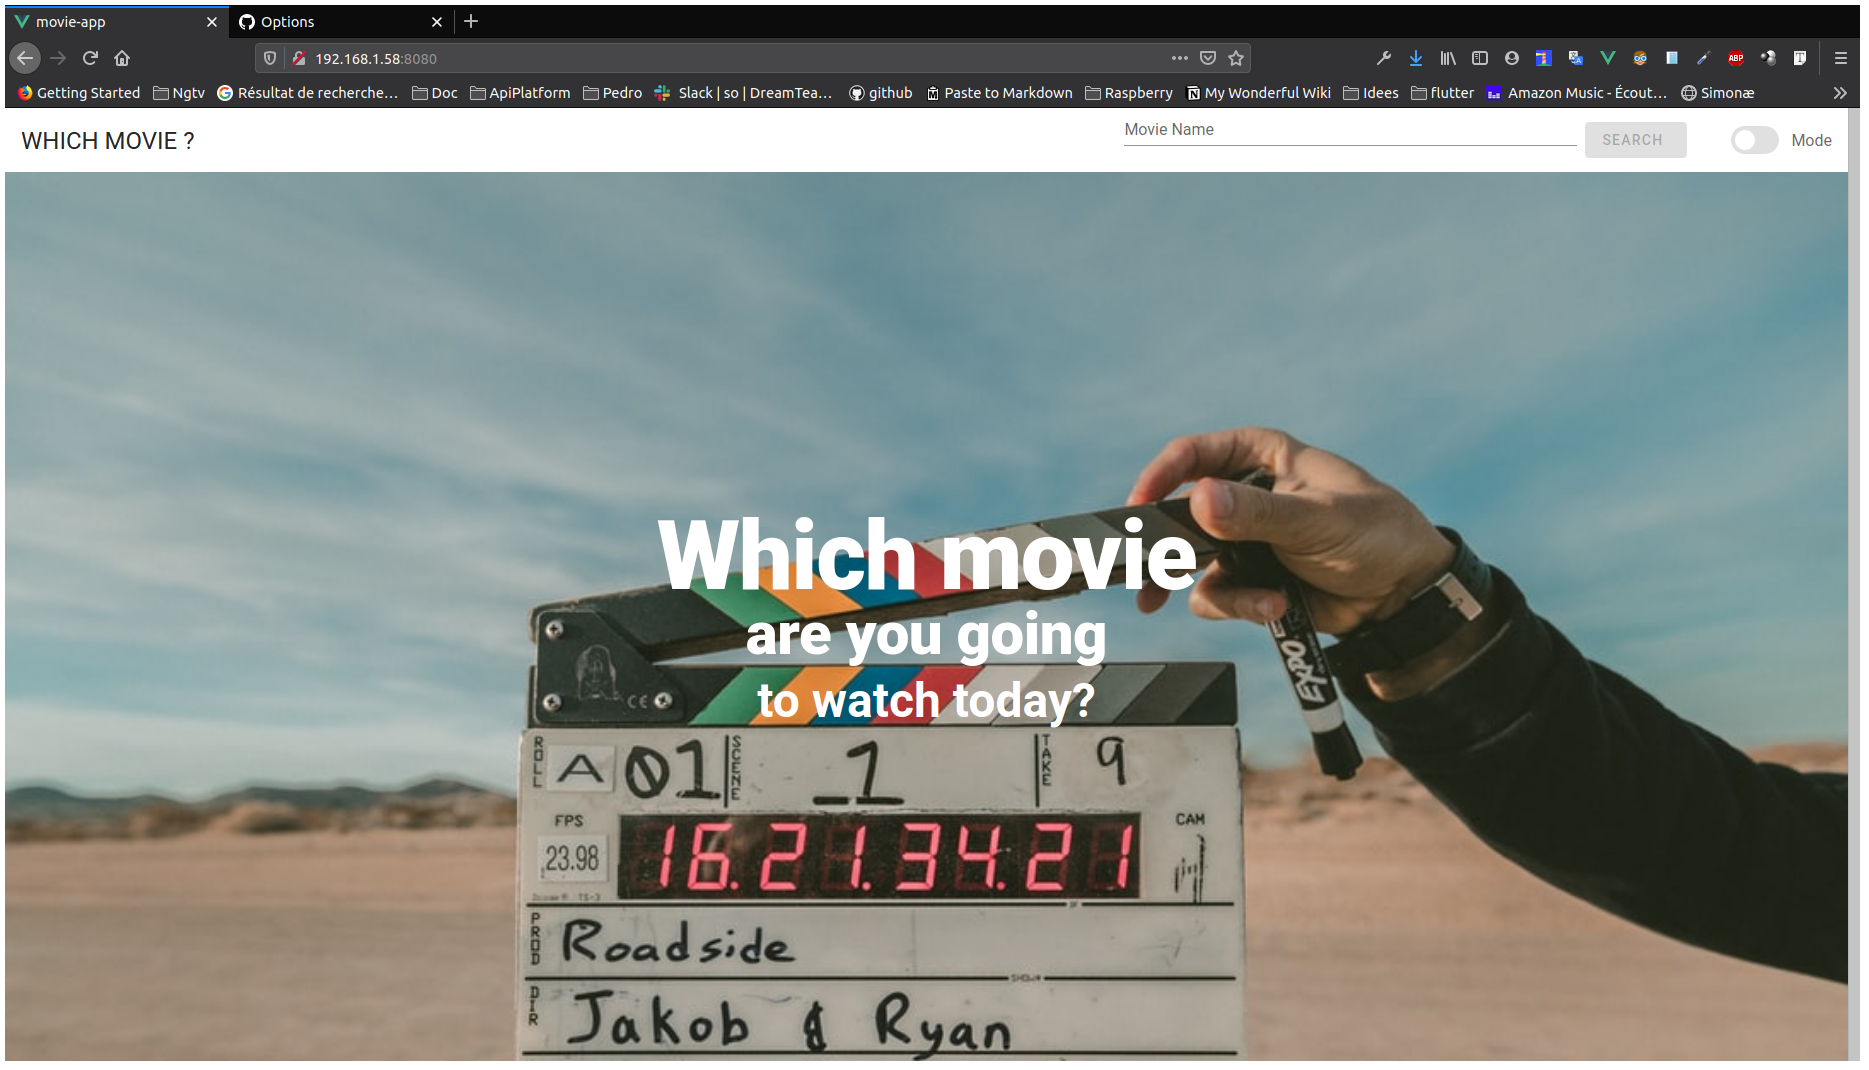 movie-app
Options
192.168.1.58:8080
Getting Started Ngtv Résultat de recherche… Doc ApiPlatform Pedro Slack | so | DreamTea… github Paste to Markdown Raspberry My Wonderful Wiki Idees flutter Amazon Music - Écout… Simonæ
ABP
WHICH MOVIE ?
Movie Name
SEARCH
Mode
Which movie
are you going
to watch today?
EXPO
CE
ROLL A 01 SCENE 1 TAKE 9
FPS
23.98
16.21.34.21
CAM
PROD Roadside
SHOW
DIR Jakob & Ryan